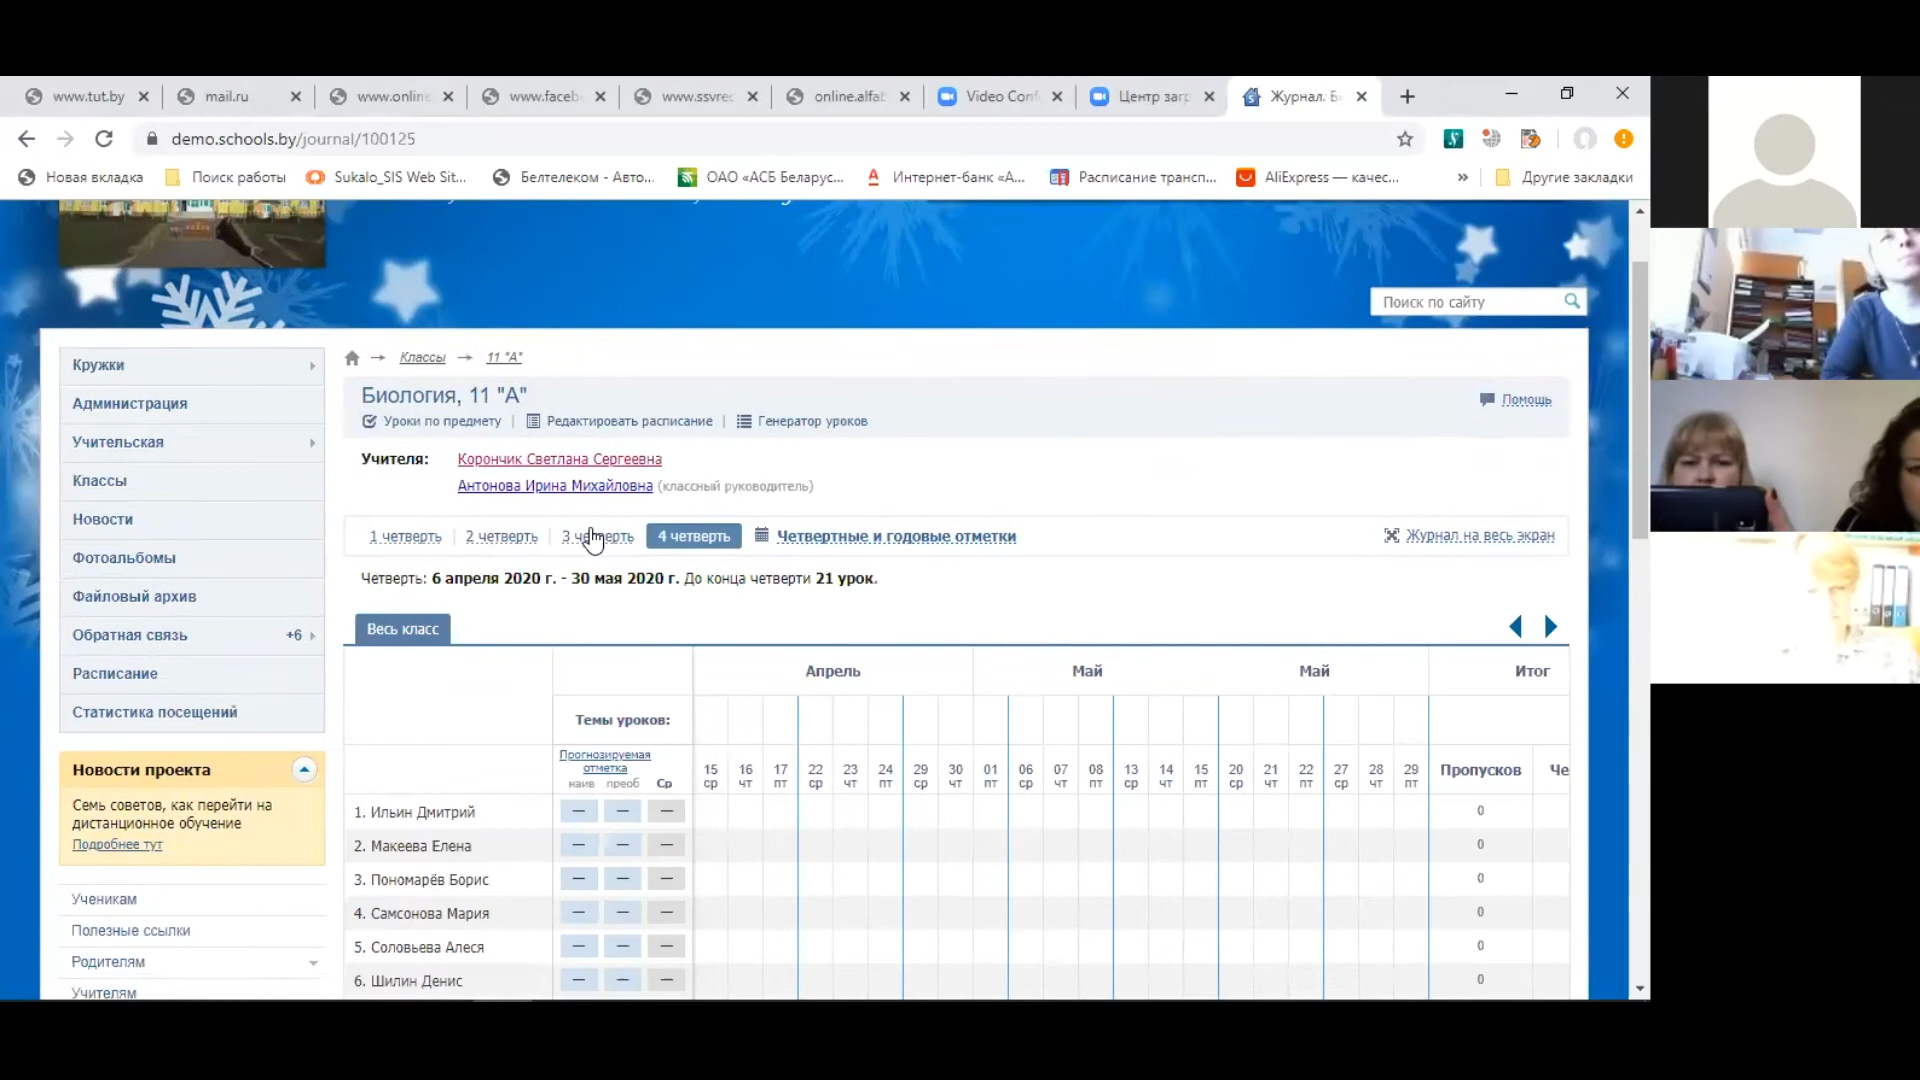 www.tut.by
mail.ru
www.online
www.faceb
www.ssvrec
online.alfab
Video Conf
Центр загр
Журнал. Б
demo.schools.by/journal/100125
Новая вкладка
Поиск работы
Sukalo_SIS Web Sit...
Белтелеком - Авто...
ОАО «АСБ Беларус...
Интернет-банк «А...
Расписание трансп...
AliExpress — качес...
»
Другие закладки
Поиск по сайту
Кружки
Администрация
Учительская
Классы
Новости
Фотоальбомы
Файловый архив
Обратная связь +6
Расписание
Статистика посещений
Новости проекта
Семь советов, как перейти на
дистанционное обучение
Подробнее тут
Ученикам
Полезные ссылки
Родителям
Учителям
Классы → 11 "А"
Биология, 11 "А"
Помощь
Уроки по предмету | Редактировать расписание | Генератор уроков
Учителя: Корончик Светлана Сергеевна
Антонова Ирина Михайловна (классный руководитель)
1 четверть 2 четверть 3 четверть 4 четверть Четвертные и годовые отметки Журнал на весь экран
Четверть: 6 апреля 2020 г. - 30 мая 2020 г. До конца четверти 21 урок.
Весь класс
Апрель Май Май Итог
Темы уроков:
Прогнозируемая
отметка
наив преоб Ср
15 16 17 22 23 24 29 30 01 06 07 08 13 14 15 20 21 22 27 28 29 Пропусков Че
ср чт пт ср чт пт ср чт пт ср чт пт ср чт пт ср чт пт ср чт пт
1. Ильин Дмитрий — — — 0
2. Макеева Елена — — — 0
3. Пономарёв Борис — — — 0
4. Самсонова Мария — — — 0
5. Соловьева Алеся — — — 0
6. Шилин Денис — — — 0